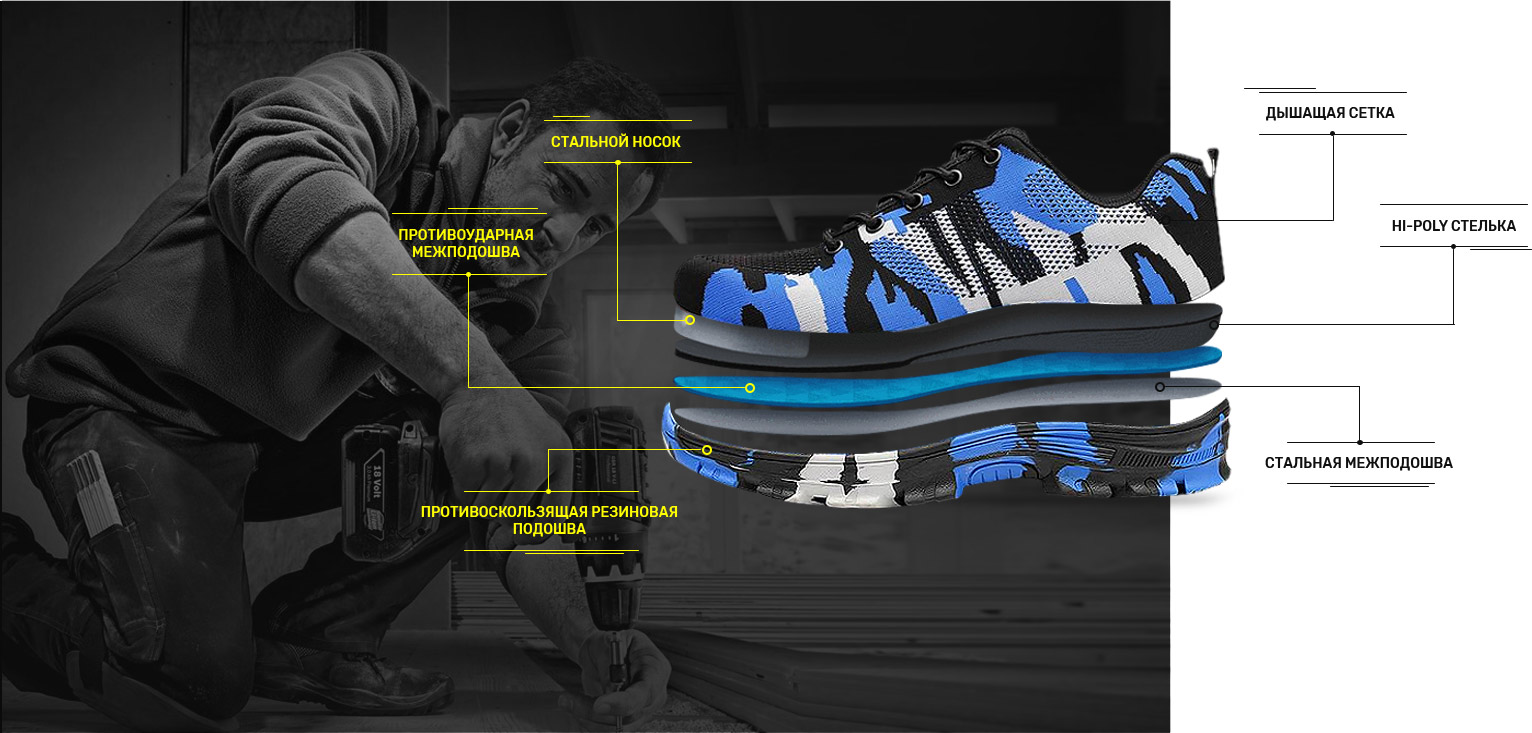 ДЫШАЩАЯ СЕТКА
СТАЛЬНОЙ НОСОК
HI-POLY СТЕЛЬКА
ПРОТИВОУДАРНАЯ
МЕЖПОДОШВА
СТАЛЬНАЯ МЕЖПОДОШВА
18 Volt
ПРОТИВОСКОЛЬЗЯЩАЯ РЕЗИНОВАЯ
ПОДОШВА